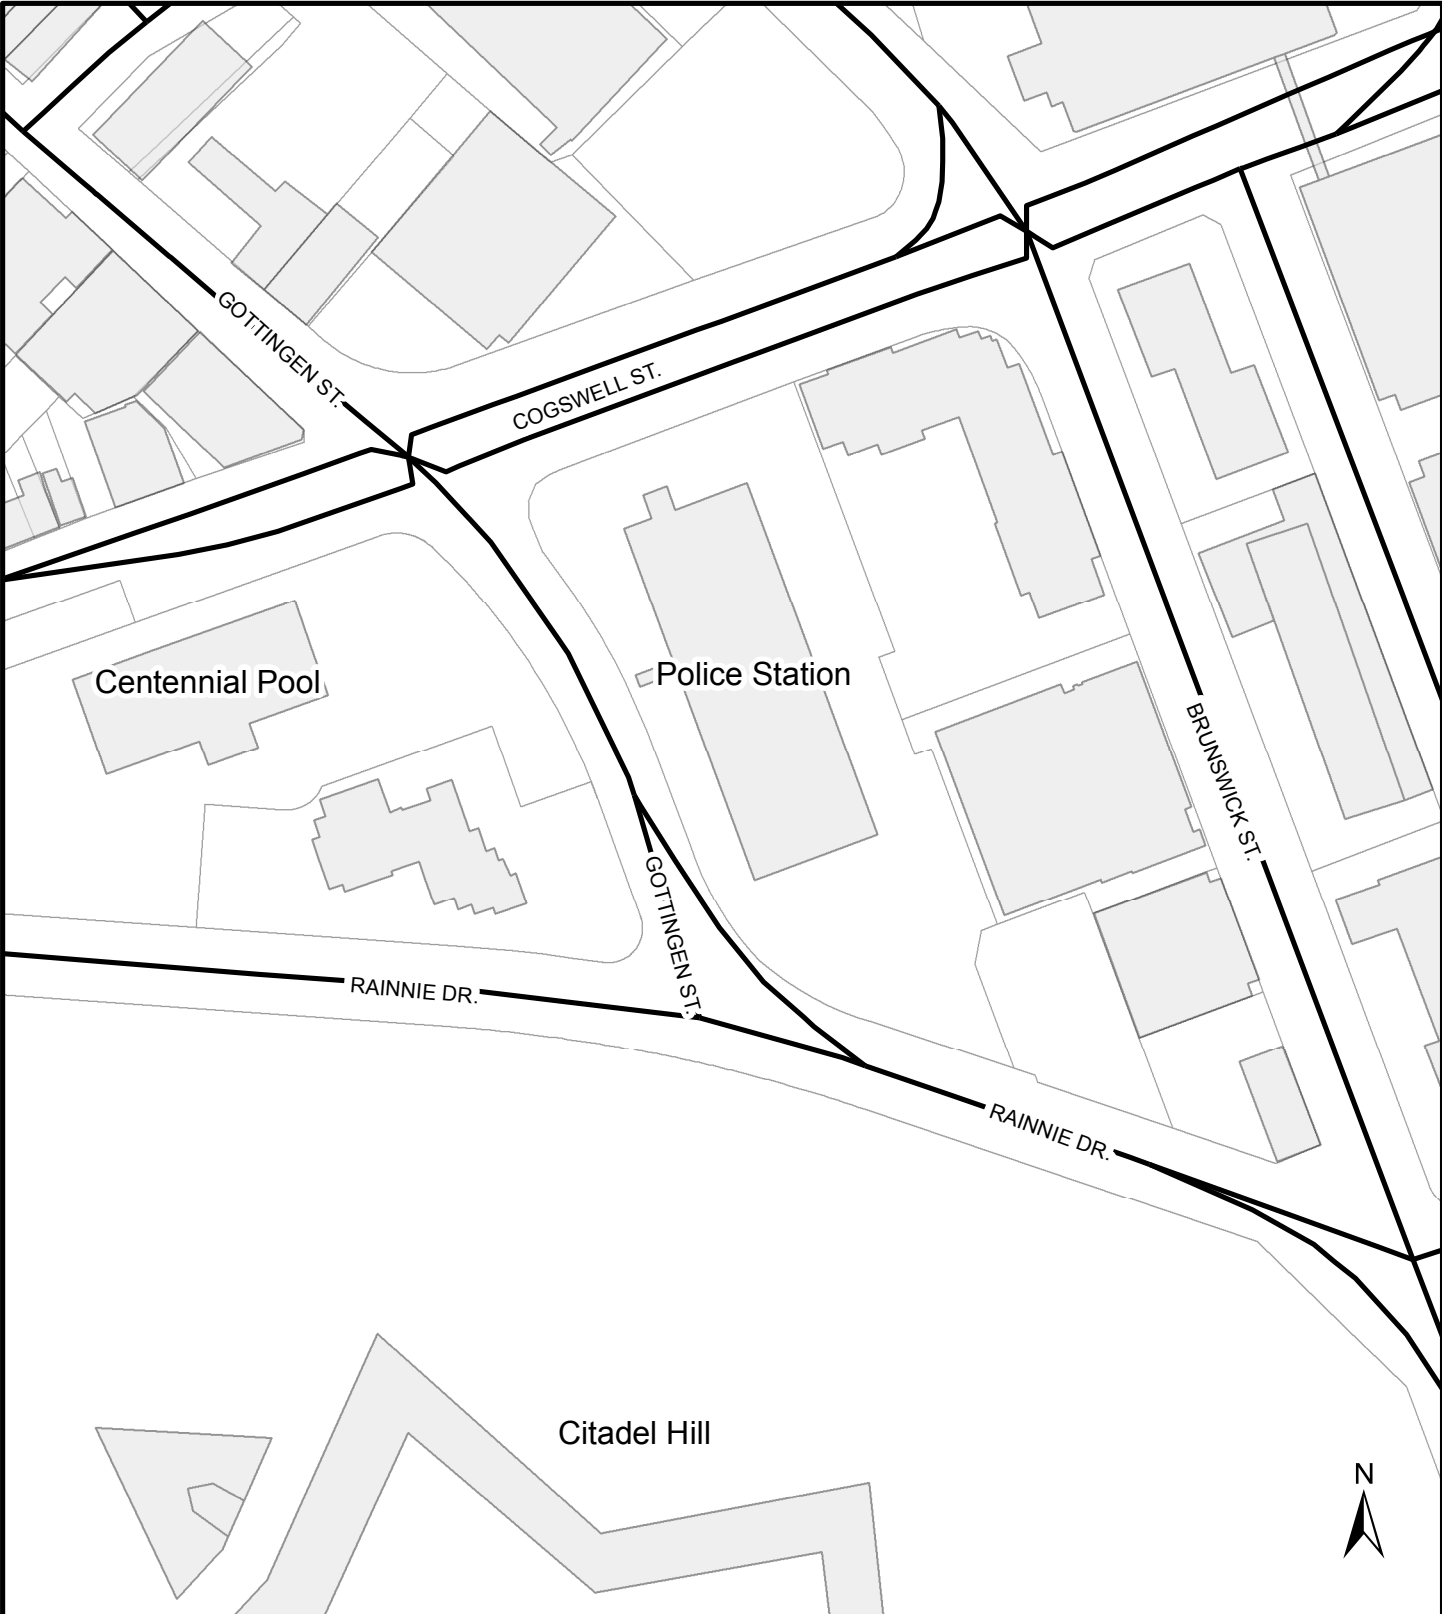 GOTTINGEN ST.
COGSWELL ST.
Centennial Pool
Police Station
BRUNSWICK ST.
GOTTINGEN ST.
RAINNIE DR.
RAINNIE DR.
Citadel Hill
N